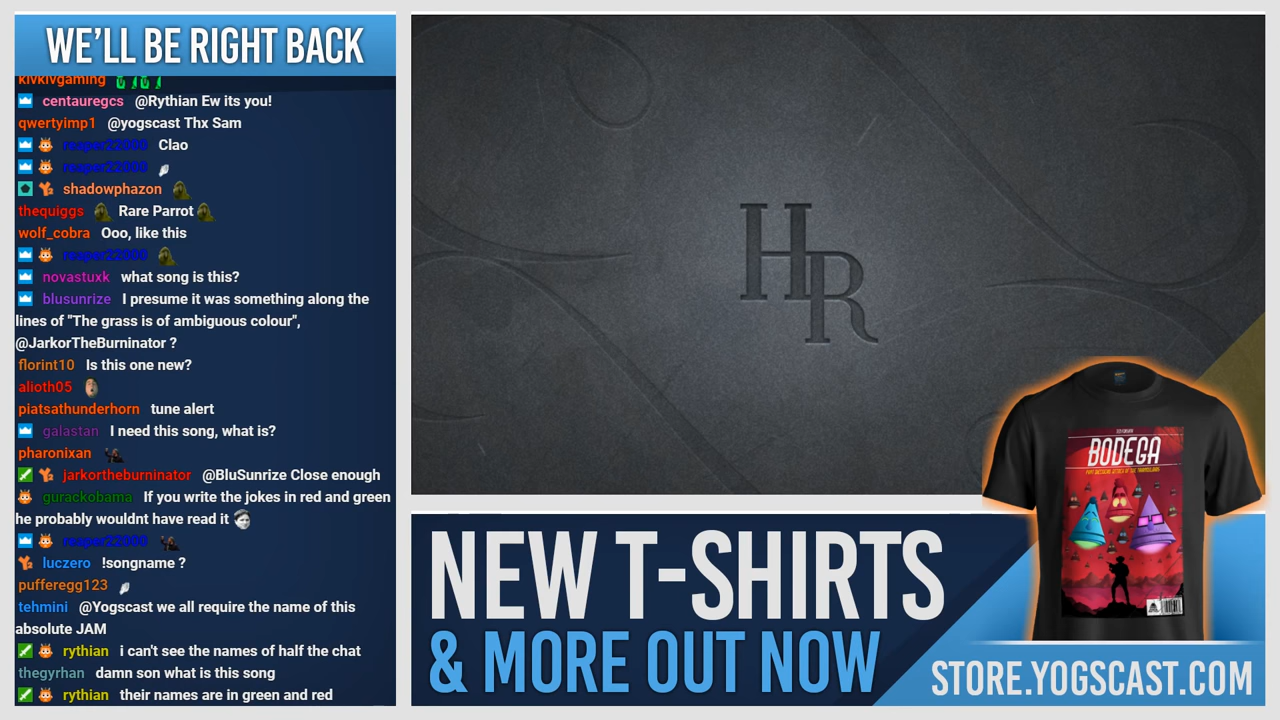 WE'LL BE RIGHT BACK
kivkivgaming
centauregcs @Rythian Ew its you!
qwertyimp1 @yogscast Thx Sam
reaper22000 Clao
reaper22000
shadowphazon
thequiggs Rare Parrot
wolf_cobra Ooo, like this
reaper22000
novastuxk what song is this?
blusunrize I presume it was something along the
lines of "The grass is of ambiguous colour",
@JarkorTheBurninator ?
florint10 Is this one new?
alioth05
piatsathunderhorn tune alert
galastan I need this song, what is?
pharonixan
jarkortheburninator @BluSunrize Close enough
gurackobama If you write the jokes in red and green
he probably wouldnt have read it
reaper22000
luczero !songname ?
pufferegg123
tehmini @Yogscast we all require the name of this
absolute JAM
rythian i can't see the names of half the chat
thegyrhan damn son what is this song
rythian their names are in green and red
HR
BODEGA
NEW T-SHIRTS
& MORE OUT NOW
STORE.YOGSCAST.COM